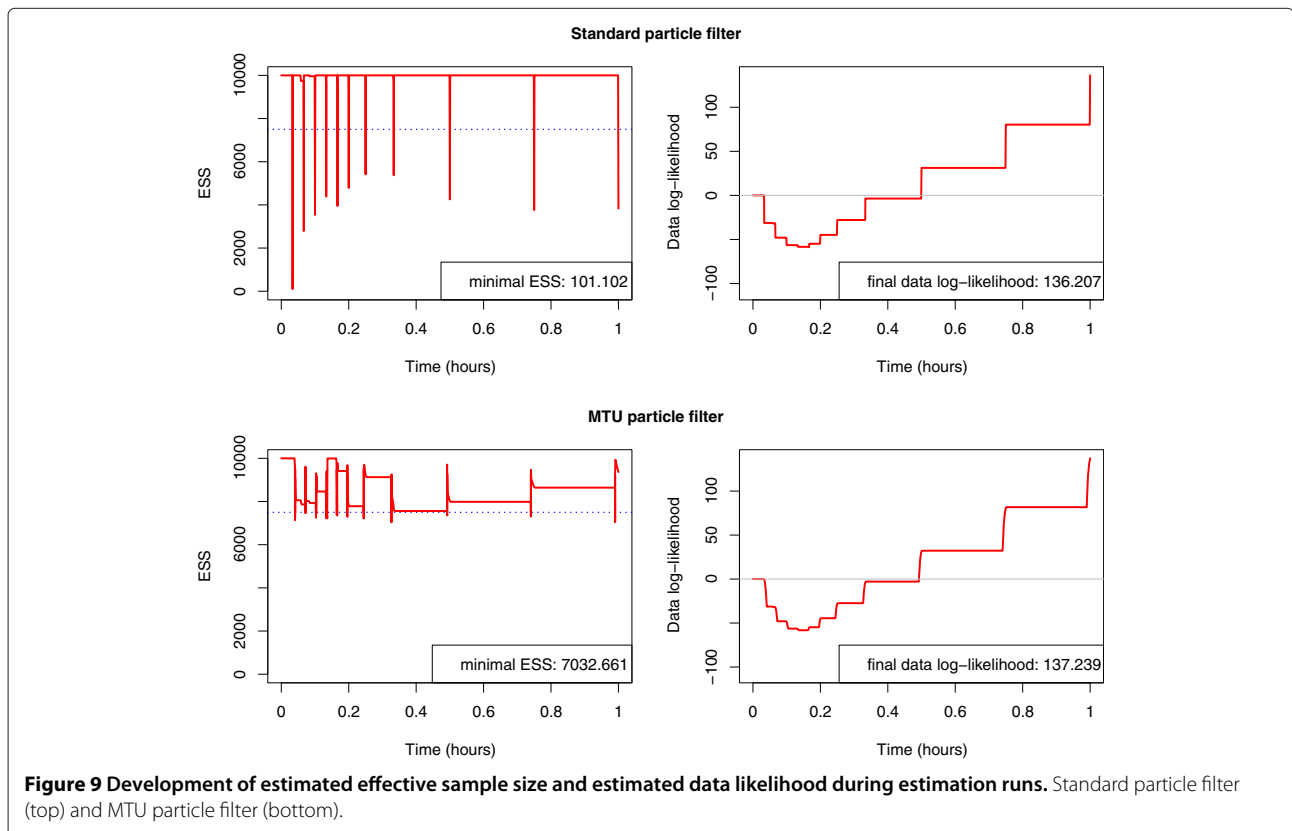 Standard particle filter
ESS
0 2000 4000 6000 10000
minimal ESS: 101.102
0 0.2 0.4 0.6 0.8 1
Time (hours)
Data log−likelihood
−100 0 50 100
final data log−likelihood: 136.207
0 0.2 0.4 0.6 0.8 1
Time (hours)
MTU particle filter
ESS
0 2000 4000 6000 10000
minimal ESS: 7032.661
0 0.2 0.4 0.6 0.8 1
Time (hours)
Data log−likelihood
−100 0 50 100
final data log−likelihood: 137.239
0 0.2 0.4 0.6 0.8 1
Time (hours)
Figure 9 Development of estimated effective sample size and estimated data likelihood during estimation runs. Standard particle filter
(top) and MTU particle filter (bottom).